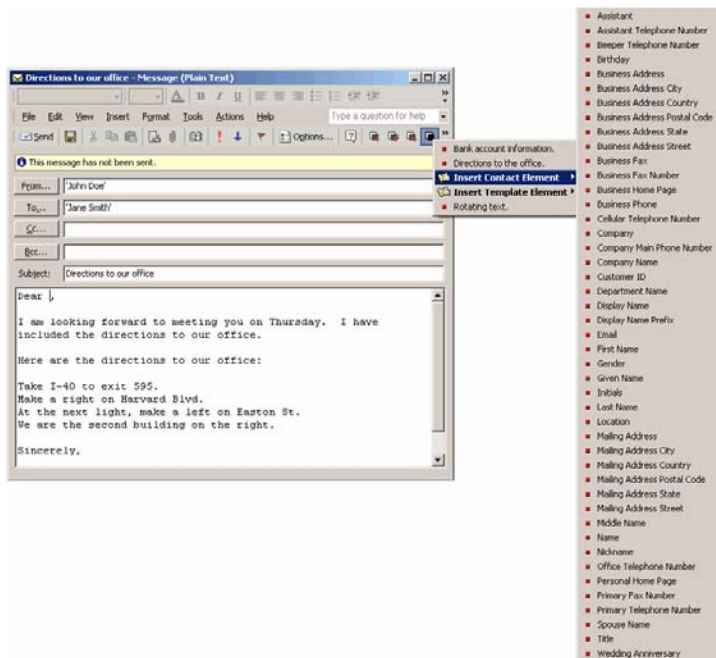 Directions to our office - Message (Plain Text)
A B I U
File Edit View Insert Format Tools Actions Help Type a question for help
Send Options...
This message has not been sent.
From... 'John Doe'
To... 'Jane Smith'
Cc...
Bcc...
Subject: Directions to our office
Dear ,
I am looking forward to meeting you on Thursday. I have
included the directions to our office.
Here are the directions to our office:
Take I-40 to exit 595.
Make a right on Harvard Blvd.
At the next light, make a left on Easton St.
We are the second building on the right.
Sincerely,
Bank account information.
Directions to the office.
Insert Contact Element
Insert Template Element
Rotating text.
Assistant
Assistant Telephone Number
Beeper Telephone Number
Birthday
Business Address
Business Address City
Business Address Country
Business Address Postal Code
Business Address State
Business Address Street
Business Fax
Business Fax Number
Business Home Page
Business Phone
Cellular Telephone Number
Company
Company Main Phone Number
Company Name
Customer ID
Department Name
Display Name
Display Name Prefix
Email
First Name
Gender
Given Name
Initials
Last Name
Location
Mailing Address
Mailing Address City
Mailing Address Country
Mailing Address Postal Code
Mailing Address State
Mailing Address Street
Middle Name
Name
Nickname
Office Telephone Number
Personal Home Page
Primary Fax Number
Primary Telephone Number
Spouse Name
Title
Wedding Anniversary